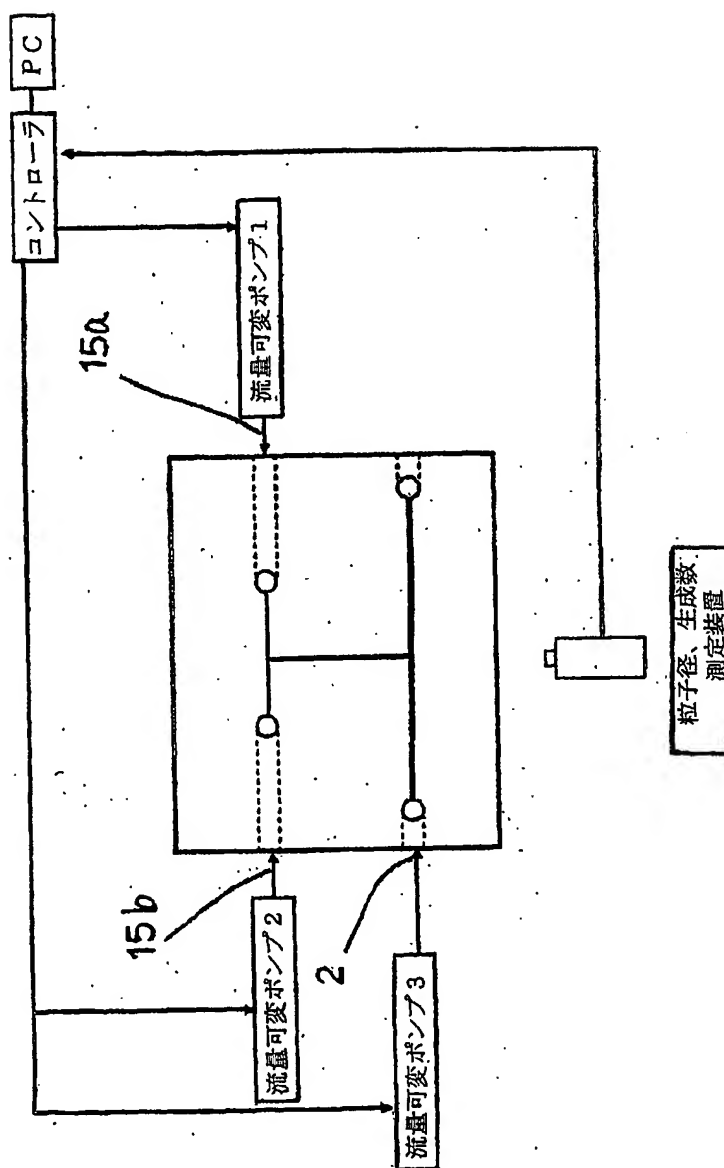 PC
コントローラ
流量可変ポンプ1
15a
15b
流量可変ポンプ2
2
流量可変ポンプ3
粒子径、生成数
測定装置